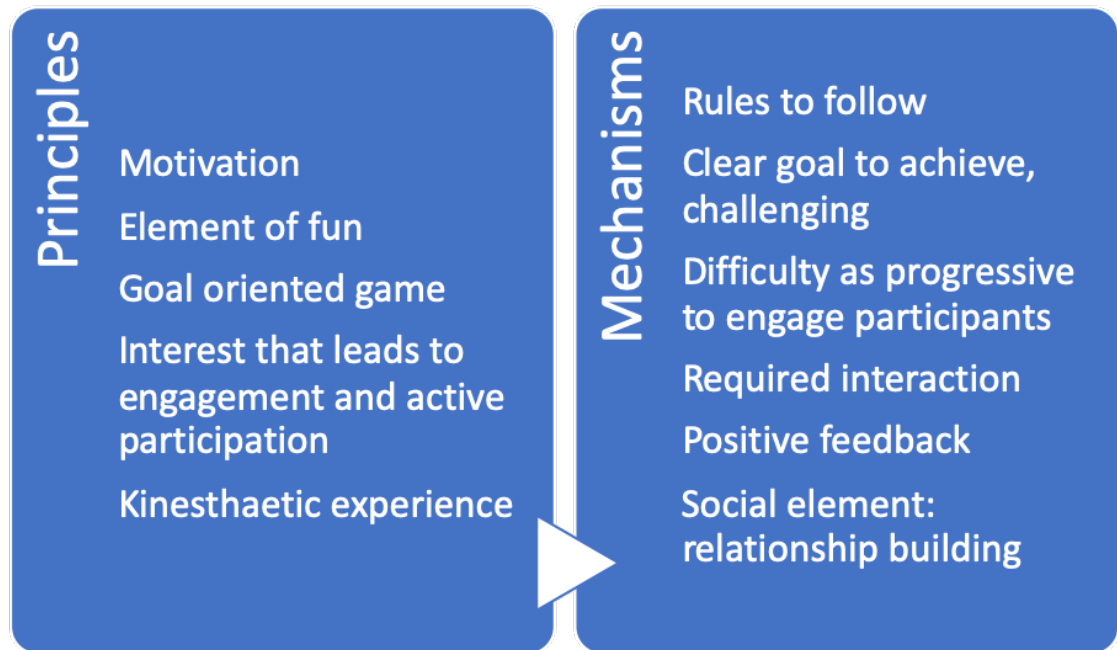 Principles
Motivation
Element of fun
Goal oriented game
Interest that leads to
engagement and active
participation
Kinesthaetic experience
Mechanisms
Rules to follow
Clear goal to achieve,
challenging
Difficulty as progressive
to engage participants
Required interaction
Positive feedback
Social element:
relationship building